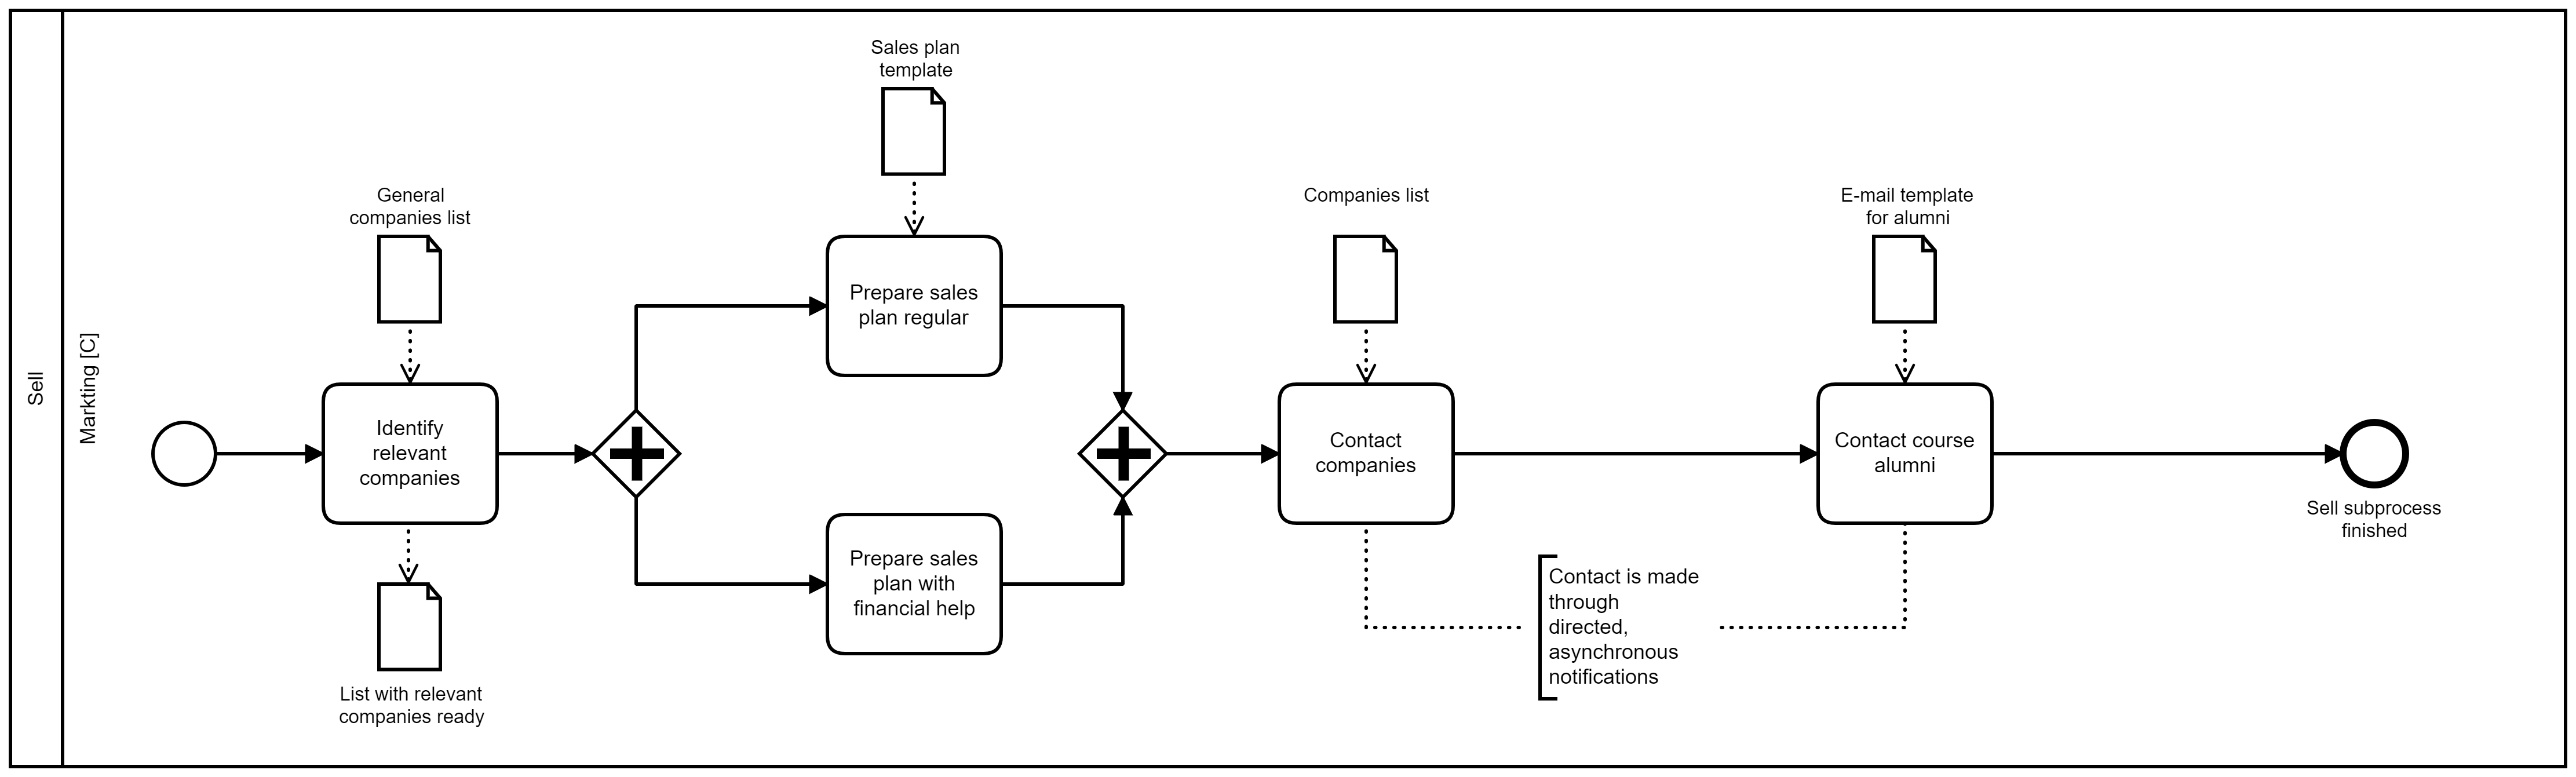 Sell
Markting [C]
General
companies list
Identify
relevant
companies
List with relevant
companies ready
Sales plan
template
Prepare sales
plan regular
Prepare sales
plan with
financial help
Companies list
Contact
companies
Contact is made
through
directed,
asynchronous
notifications
E-mail template
for alumni
Contact course
alumni
Sell subprocess
finished